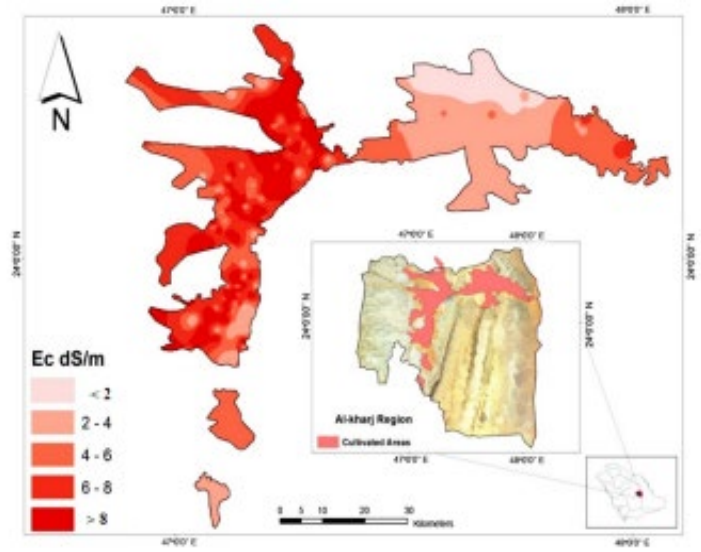 47°0'0" E
48°0'0" E
N
24°0'0" N
24°0'0" N
47°0'0" E
48°0'0" E
24°0'0" N
24°0'0" N
Ec dS/m
< 2
2 - 4
4 - 6
6 - 8
> 8
Al-kharj Region
Cultivated Areas
47°0'0" E
48°0'0" E
0 5 10 20 30
Kilometers
47°0'0" E
48°0'0" E